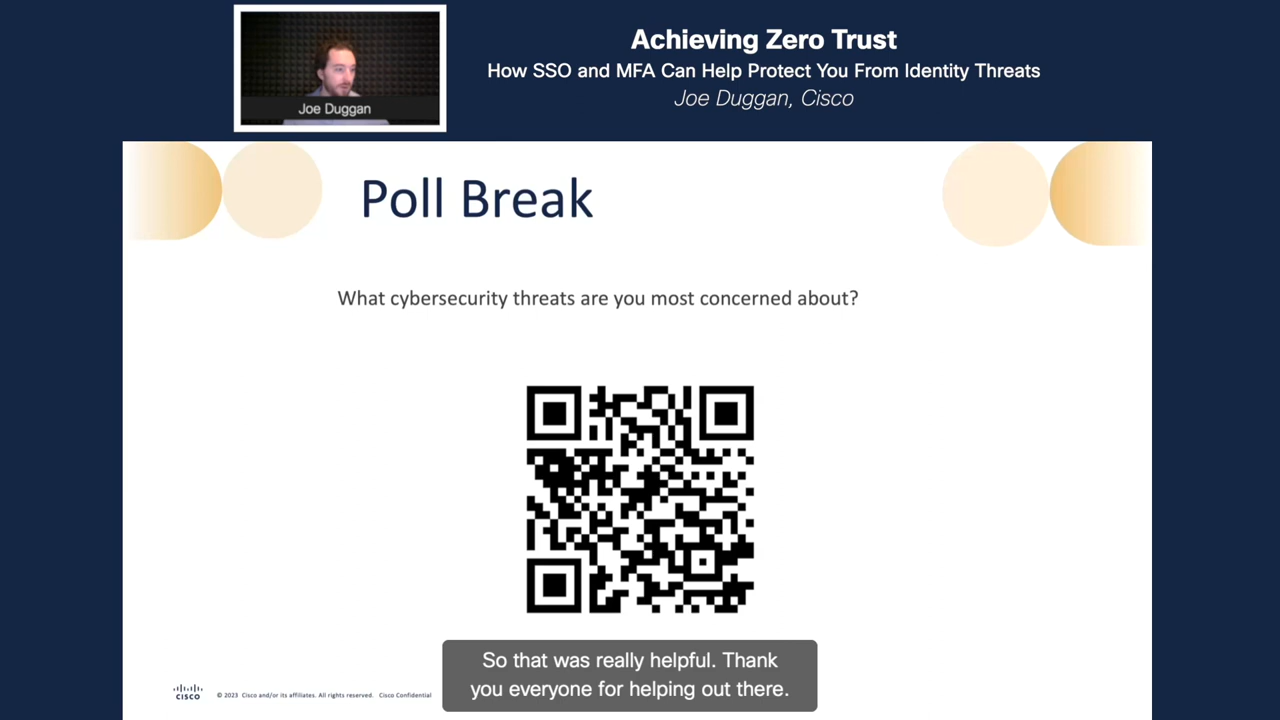 Joe Duggan
Achieving Zero Trust
How SSO and MFA Can Help Protect You From Identity Threats
Joe Duggan, Cisco
Poll Break
What cybersecurity threats are you most concerned about?
CISCO
© 2023 Cisco and/or its affiliates. All rights reserved. Cisco Confidential
So that was really helpful. Thank
you everyone for helping out there.